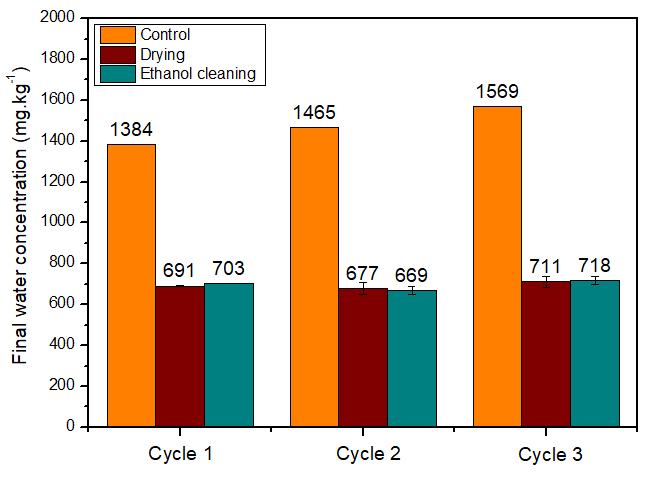 2000
1800
1600
1400
1200
1000
800
600
400
200
0
Final water concentration (mg.kg-1)
Control
Drying
Ethanol cleaning
1384
691
703
1465
677
669
1569
711
718
Cycle 1
Cycle 2
Cycle 3